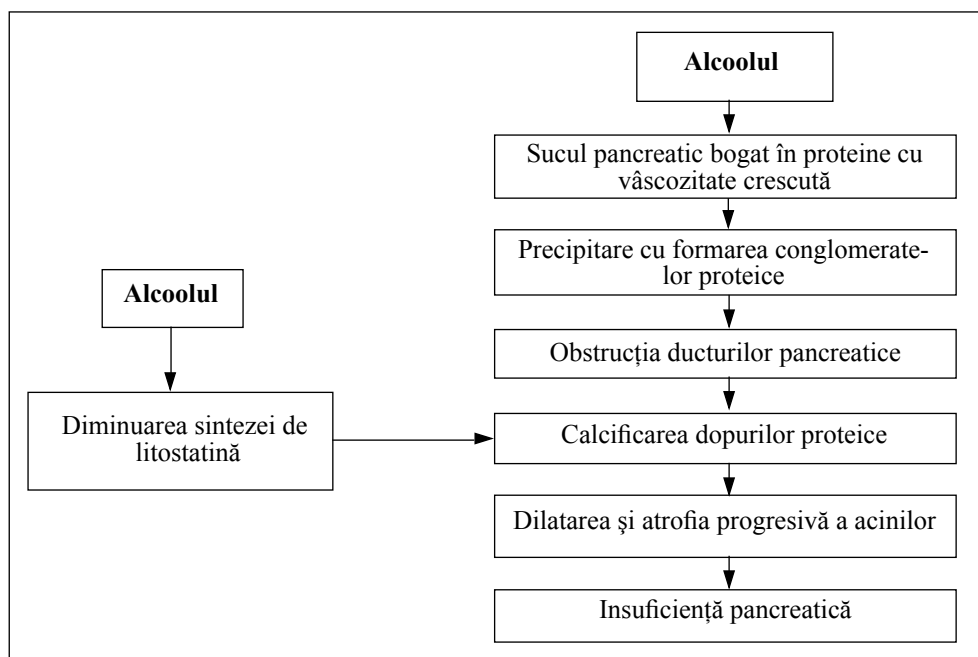 Alcoolul
Sucul pancreatic bogat în proteine cu
vâscozitate crescută
Precipitare cu formarea conglomerate-
lor proteice
Alcoolul
Obstrucția ducturilor pancreatice
Diminuarea sintezei de
litostatină
Calcificarea dopurilor proteice
Dilatarea şi atrofia progresivă a acinilor
Insuficiență pancreatică